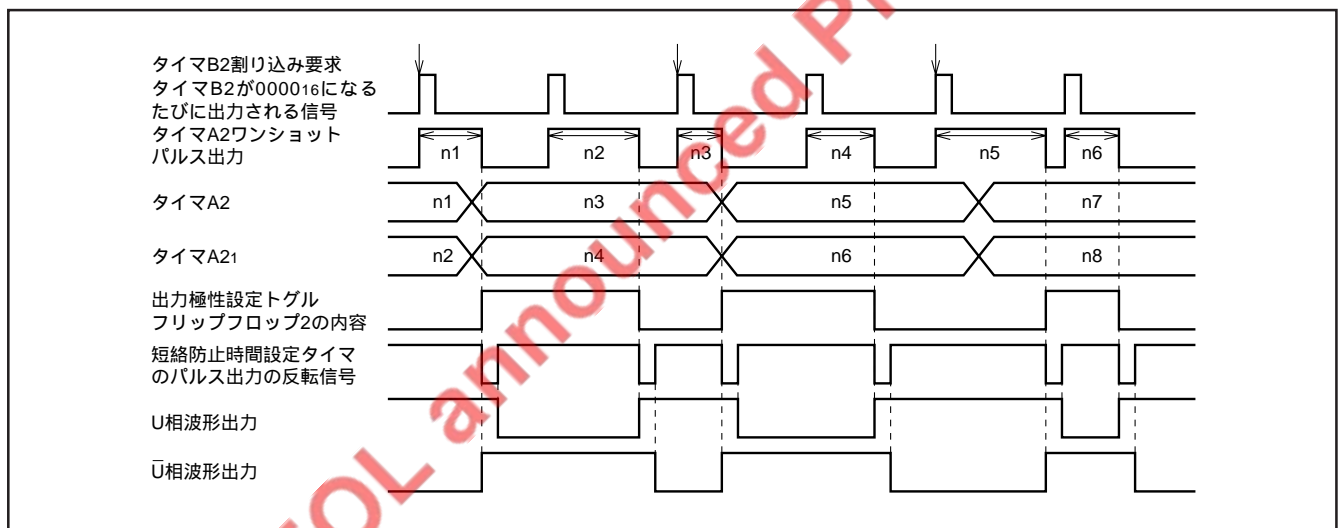 タイマB2割り込み要求
タイマB2が000016になる
たびに出力される信号
タイマA2ワンショット
パルス出力
n1 n2 n3 n4 n5 n6
タイマA2
n1 n3 n5 n7
タイマA21
n2 n4 n6 n8
出力極性設定トグル
フリップフロップ2の内容
短絡防止時間設定タイマ
のパルス出力の反転信号
U相波形出力
U̅相波形出力
OL announced P